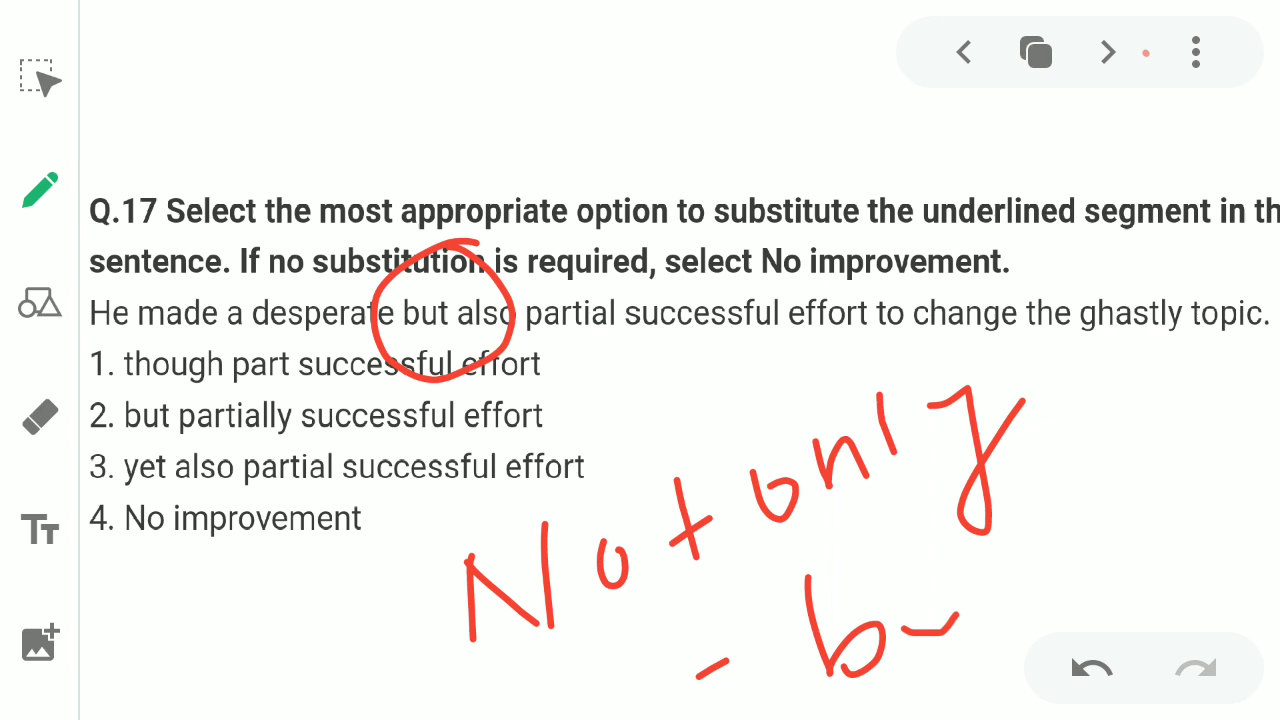 Q.17 Select the most appropriate option to substitute the underlined segment in th
sentence. If no substitution is required, select No improvement.
He made a desperate but also partial successful effort to change the ghastly topic.
1. though part successful effort
2. but partially successful effort
3. yet also partial successful effort
4. No improvement
Not only
- b